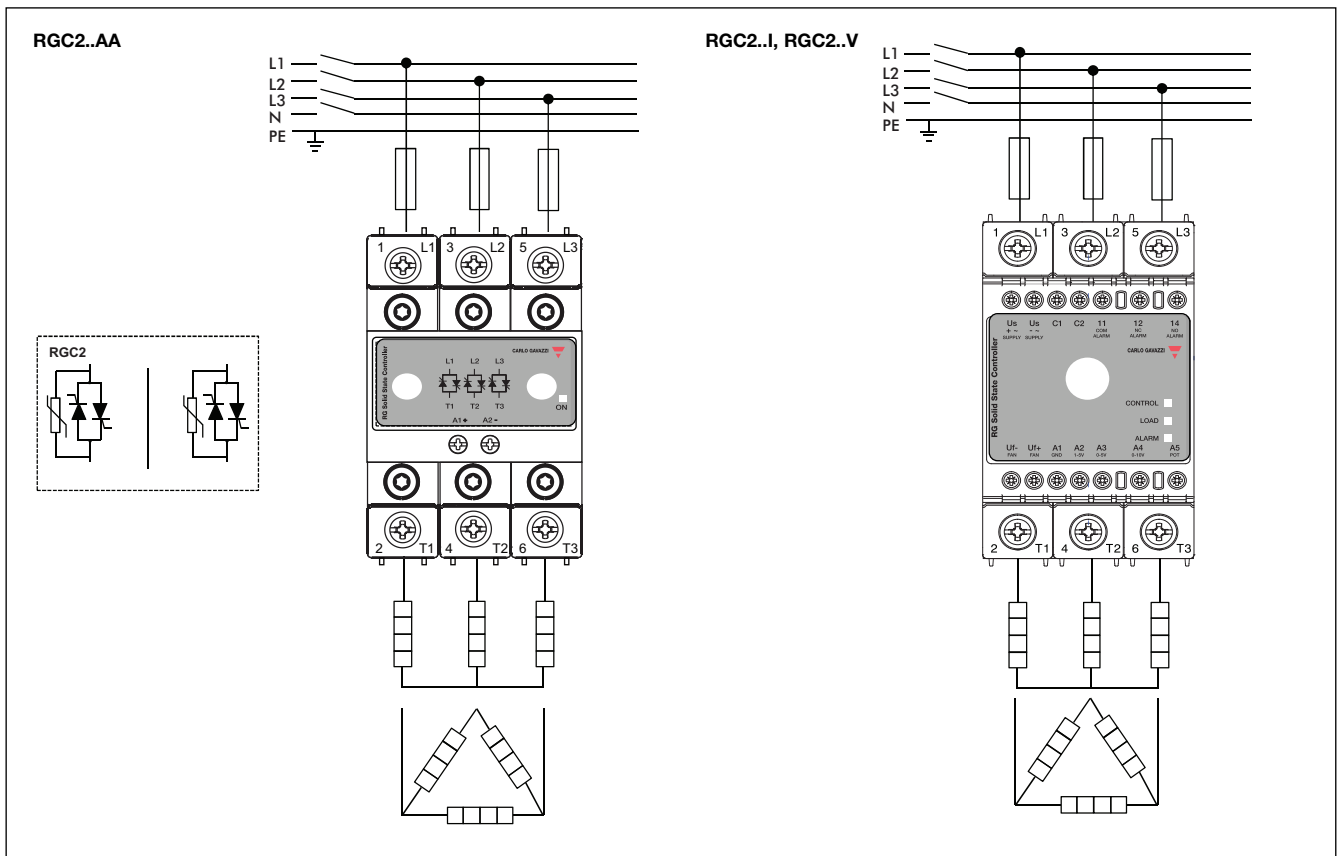 RGC2..AA
L1
L2
L3
N
PE
1 L1 3 L2 5 L3
RG Solid State Controller
L1 L2 L3
CARLO GAVAZZI
T1 T2 T3
ON
A1+ A2-
2 T1 4 T2 6 T3
RGC2
RGC2..I, RGC2..V
L1
L2
L3
N
PE
1 L1 3 L2 5 L3
Us Us C1 C2 11 12 14
+ ~ - ~ COM NC NO
SUPPLY SUPPLY ALARM ALARM ALARM
CARLO GAVAZZI
RG Solid State Controller
CONTROL
LOAD
ALARM
Uf- Uf+ A1 A2 A3 A4 A5
FAN FAN GND 1-5V 0-5V 0-10V POT
2 T1 4 T2 6 T3